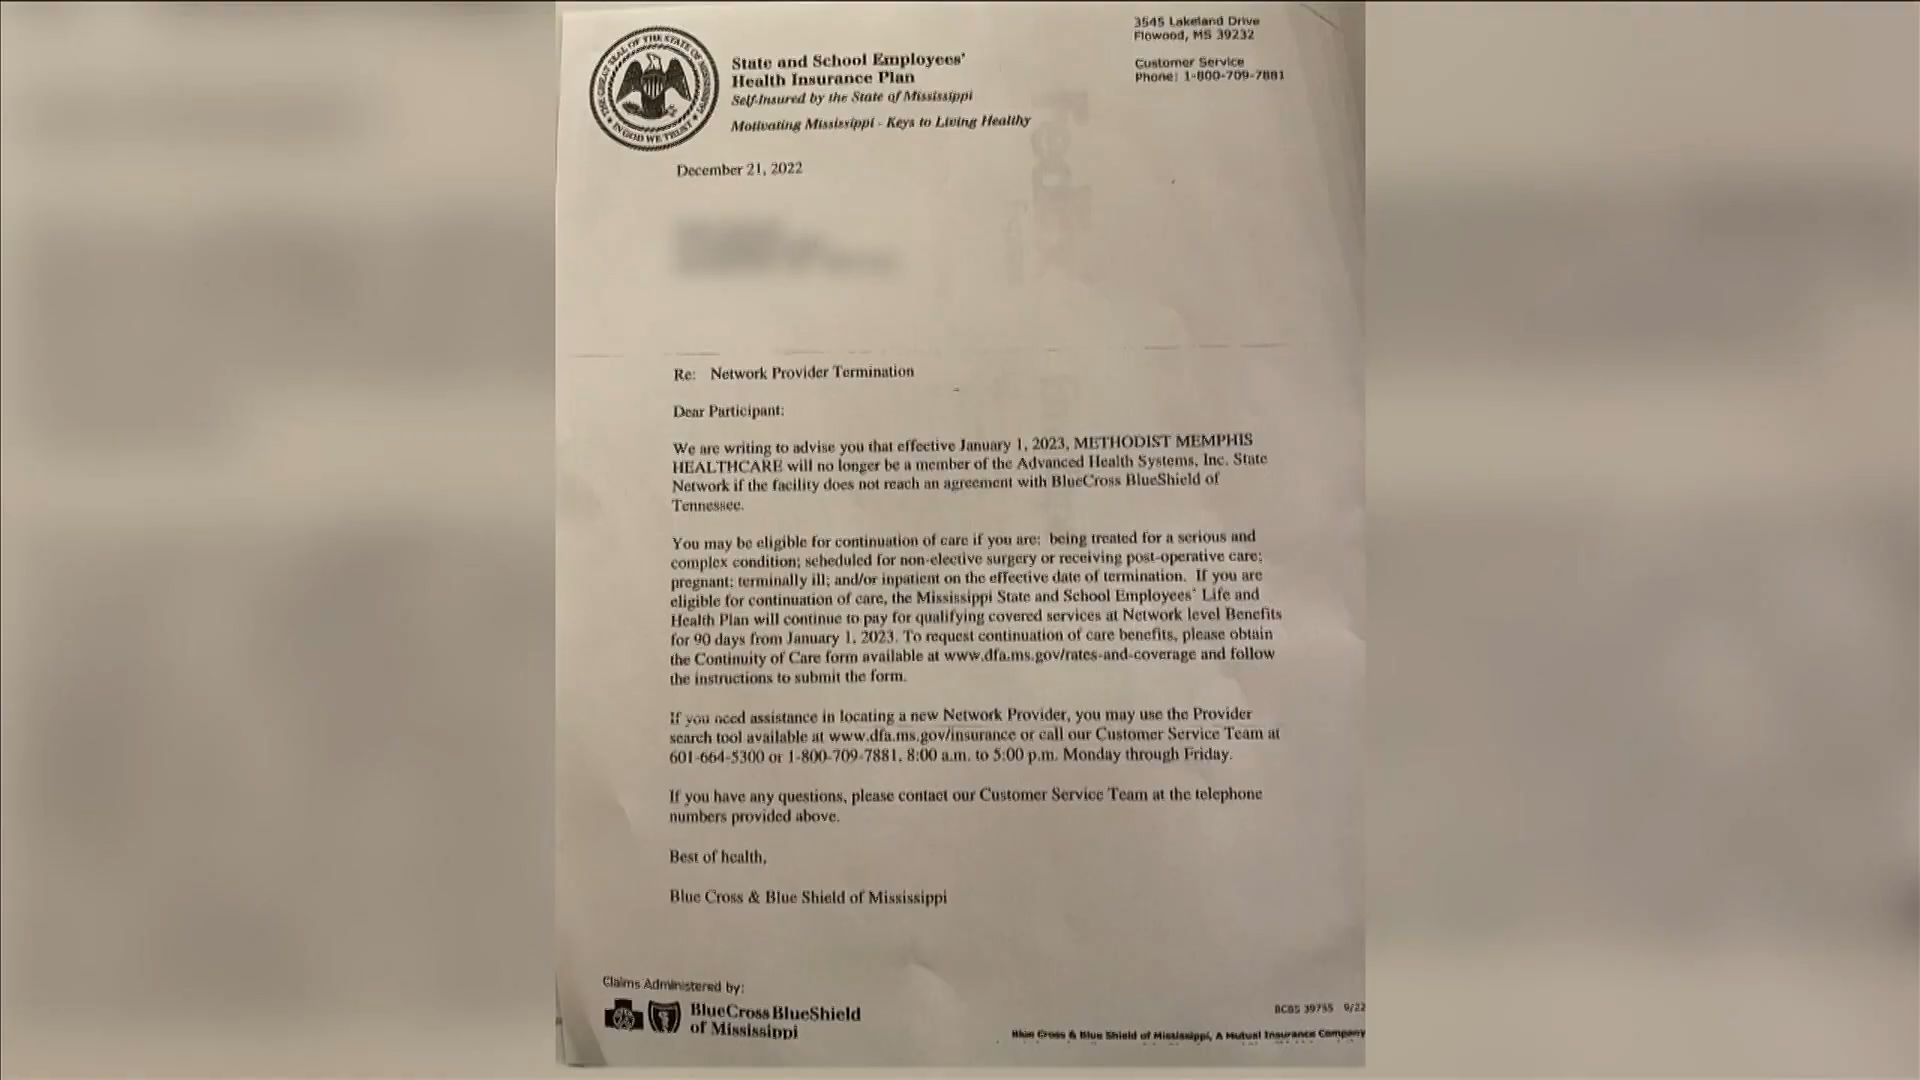 THE GREAT SEAL OF THE STATE OF MISSISSIPPI
IN GOD WE TRUST
State and School Employees'
Health Insurance Plan
Self-Insured by the State of Mississippi
Motivating Mississippi - Keys to Living Healthy
3545 Lakeland Drive
Flowood, MS 39232
Customer Service
Phone: 1-800-709-7881
December 21, 2022
Re: Network Provider Termination
Dear Participant:
We are writing to advise you that effective January 1, 2023, METHODIST MEMPHIS
HEALTHCARE will no longer be a member of the Advanced Health Systems, Inc. State
Network if the facility does not reach an agreement with BlueCross BlueShield of
Tennessee.
You may be eligible for continuation of care if you are: being treated for a serious and
complex condition; scheduled for non-elective surgery or receiving post-operative care;
pregnant; terminally ill; and/or inpatient on the effective date of termination. If you are
eligible for continuation of care, the Mississippi State and School Employees' Life and
Health Plan will continue to pay for qualifying covered services at Network level Benefits
for 90 days from January 1, 2023. To request continuation of care benefits, please obtain
the Continuity of Care form available at www.dfa.ms.gov/rates-and-coverage and follow
the instructions to submit the form.
If you need assistance in locating a new Network Provider, you may use the Provider
search tool available at www.dfa.ms.gov/insurance or call our Customer Service Team at
601-664-5300 or 1-800-709-7881, 8:00 a.m. to 5:00 p.m. Monday through Friday.
If you have any questions, please contact our Customer Service Team at the telephone
numbers provided above.
Best of health,
Blue Cross & Blue Shield of Mississippi
Claims Administered by:
BlueCross BlueShield
of Mississippi
BCBS 39755 9/22
Blue Cross & Blue Shield of Mississippi, A Mutual Insurance Company